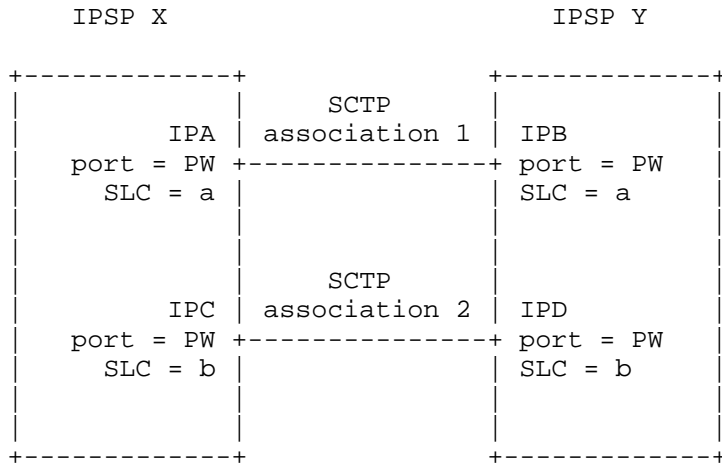 IPSP X IPSP Y
SCTP
IPA association 1 IPB
port = PW port = PW
SLC = a SLC = a
SCTP
IPC association 2 IPD
port = PW port = PW
SLC = b SLC = b